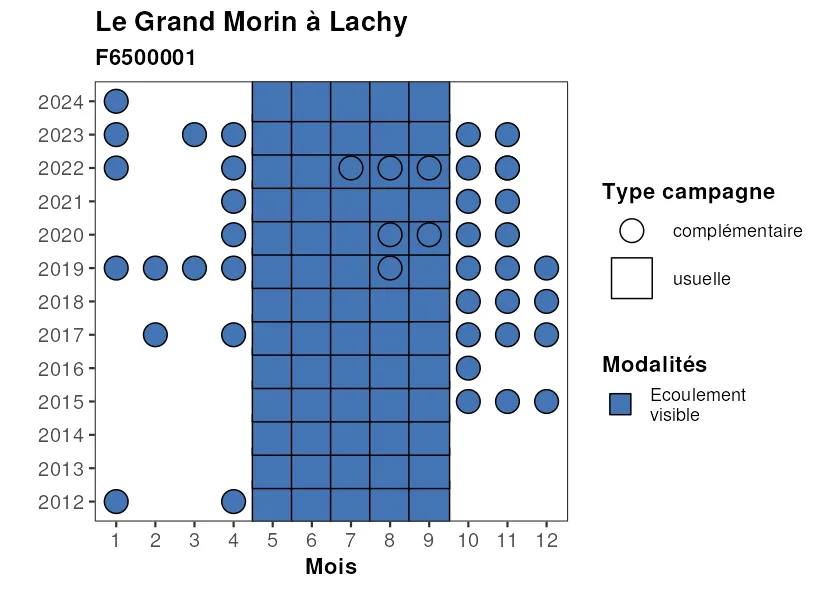 Le Grand Morin à Lachy
F6500001
2024
2023
2022
2021
2020
2019
2018
2017
2016
2015
2014
2013
2012
1 2 3 4 5 6 7 8 9 10 11 12
Mois
Type campagne
complémentaire
usuelle
Modalités
Ecoulement
visible